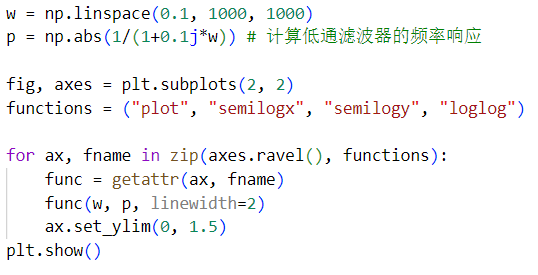 w = np.linspace(0.1, 1000, 1000)
p = np.abs(1/(1+0.1j*w)) # 计算低通滤波器的频率响应
fig, axes = plt.subplots(2, 2)
functions = ("plot", "semilogx", "semilogy", "loglog")
for ax, fname in zip(axes.ravel(), functions):
    func = getattr(ax, fname)
    func(w, p, linewidth=2)
    ax.set_ylim(0, 1.5)
plt.show()